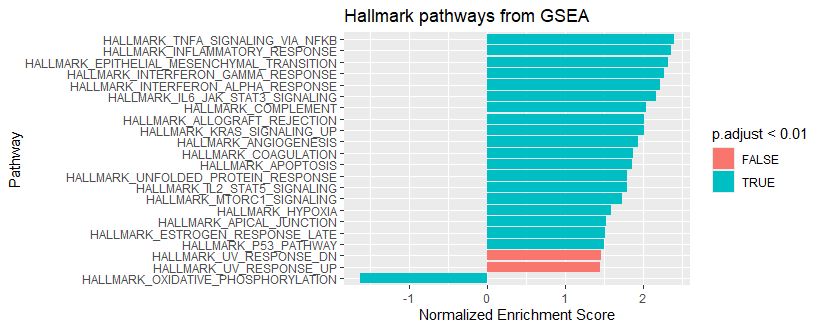 Hallmark pathways from GSEA
Pathway
HALLMARK_TNFA_SIGNALING_VIA_NFKB
HALLMARK_INFLAMMATORY_RESPONSE
HALLMARK_EPITHELIAL_MESENCHYMAL_TRANSITION
HALLMARK_INTERFERON_GAMMA_RESPONSE
HALLMARK_INTERFERON_ALPHA_RESPONSE
HALLMARK_IL6_JAK_STAT3_SIGNALING
HALLMARK_COMPLEMENT
HALLMARK_ALLOGRAFT_REJECTION
HALLMARK_KRAS_SIGNALING_UP
HALLMARK_ANGIOGENESIS
HALLMARK_COAGULATION
HALLMARK_APOPTOSIS
HALLMARK_UNFOLDED_PROTEIN_RESPONSE
HALLMARK_IL2_STAT5_SIGNALING
HALLMARK_MTORC1_SIGNALING
HALLMARK_HYPOXIA
HALLMARK_APICAL_JUNCTION
HALLMARK_ESTROGEN_RESPONSE_LATE
HALLMARK_P53_PATHWAY
HALLMARK_UV_RESPONSE_DN
HALLMARK_UV_RESPONSE_UP
HALLMARK_OXIDATIVE_PHOSPHORYLATION
-1 0 1 2
Normalized Enrichment Score
p.adjust < 0.01
FALSE
TRUE